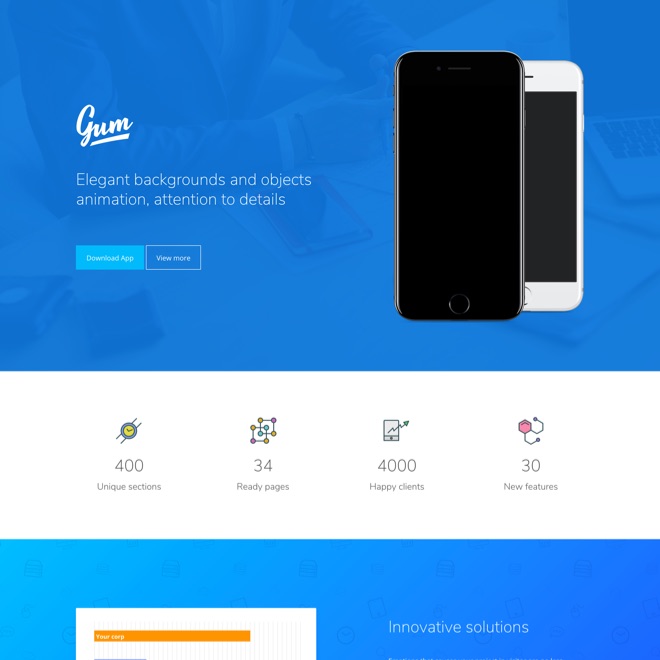 Gum
Elegant backgrounds and objects
animation, attention to details
Download App
View more
400
34
4000
30
Unique sections
Ready pages
Happy clients
New features
Your corp
Innovative solutions